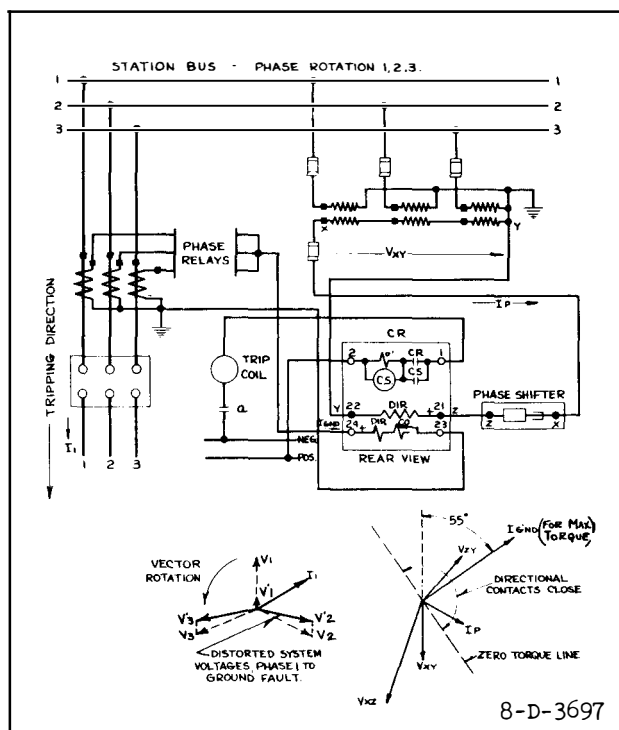 STATION BUS - PHASE ROTATION 1,2.3.
1 1
2 2
3 3
X Y
PHASE RELAYS
VXY
IP
TRIPPING DIRECTION
CR
TRIP COIL
a
2 1
CR
CS
CS
PHASE SHIFTER
Y 22 DIR + 21 Z
Z X
IGND 24 + DIR 23
NEG.
POS.
REAR VIEW
I1
1 2 3
VECTOR ROTATION
V1
V'1
I1
V'3 V'2
V3 V2
DISTORTED SYSTEM
VOLTAGES, PHASE 1 TO
GROUND FAULT.
55°
IGND (FOR MAX TORQUE)
VZY
DIRECTIONAL
CONTACTS CLOSE
IP
VXY
ZERO TORQUE LINE
VXZ
8-D-3697